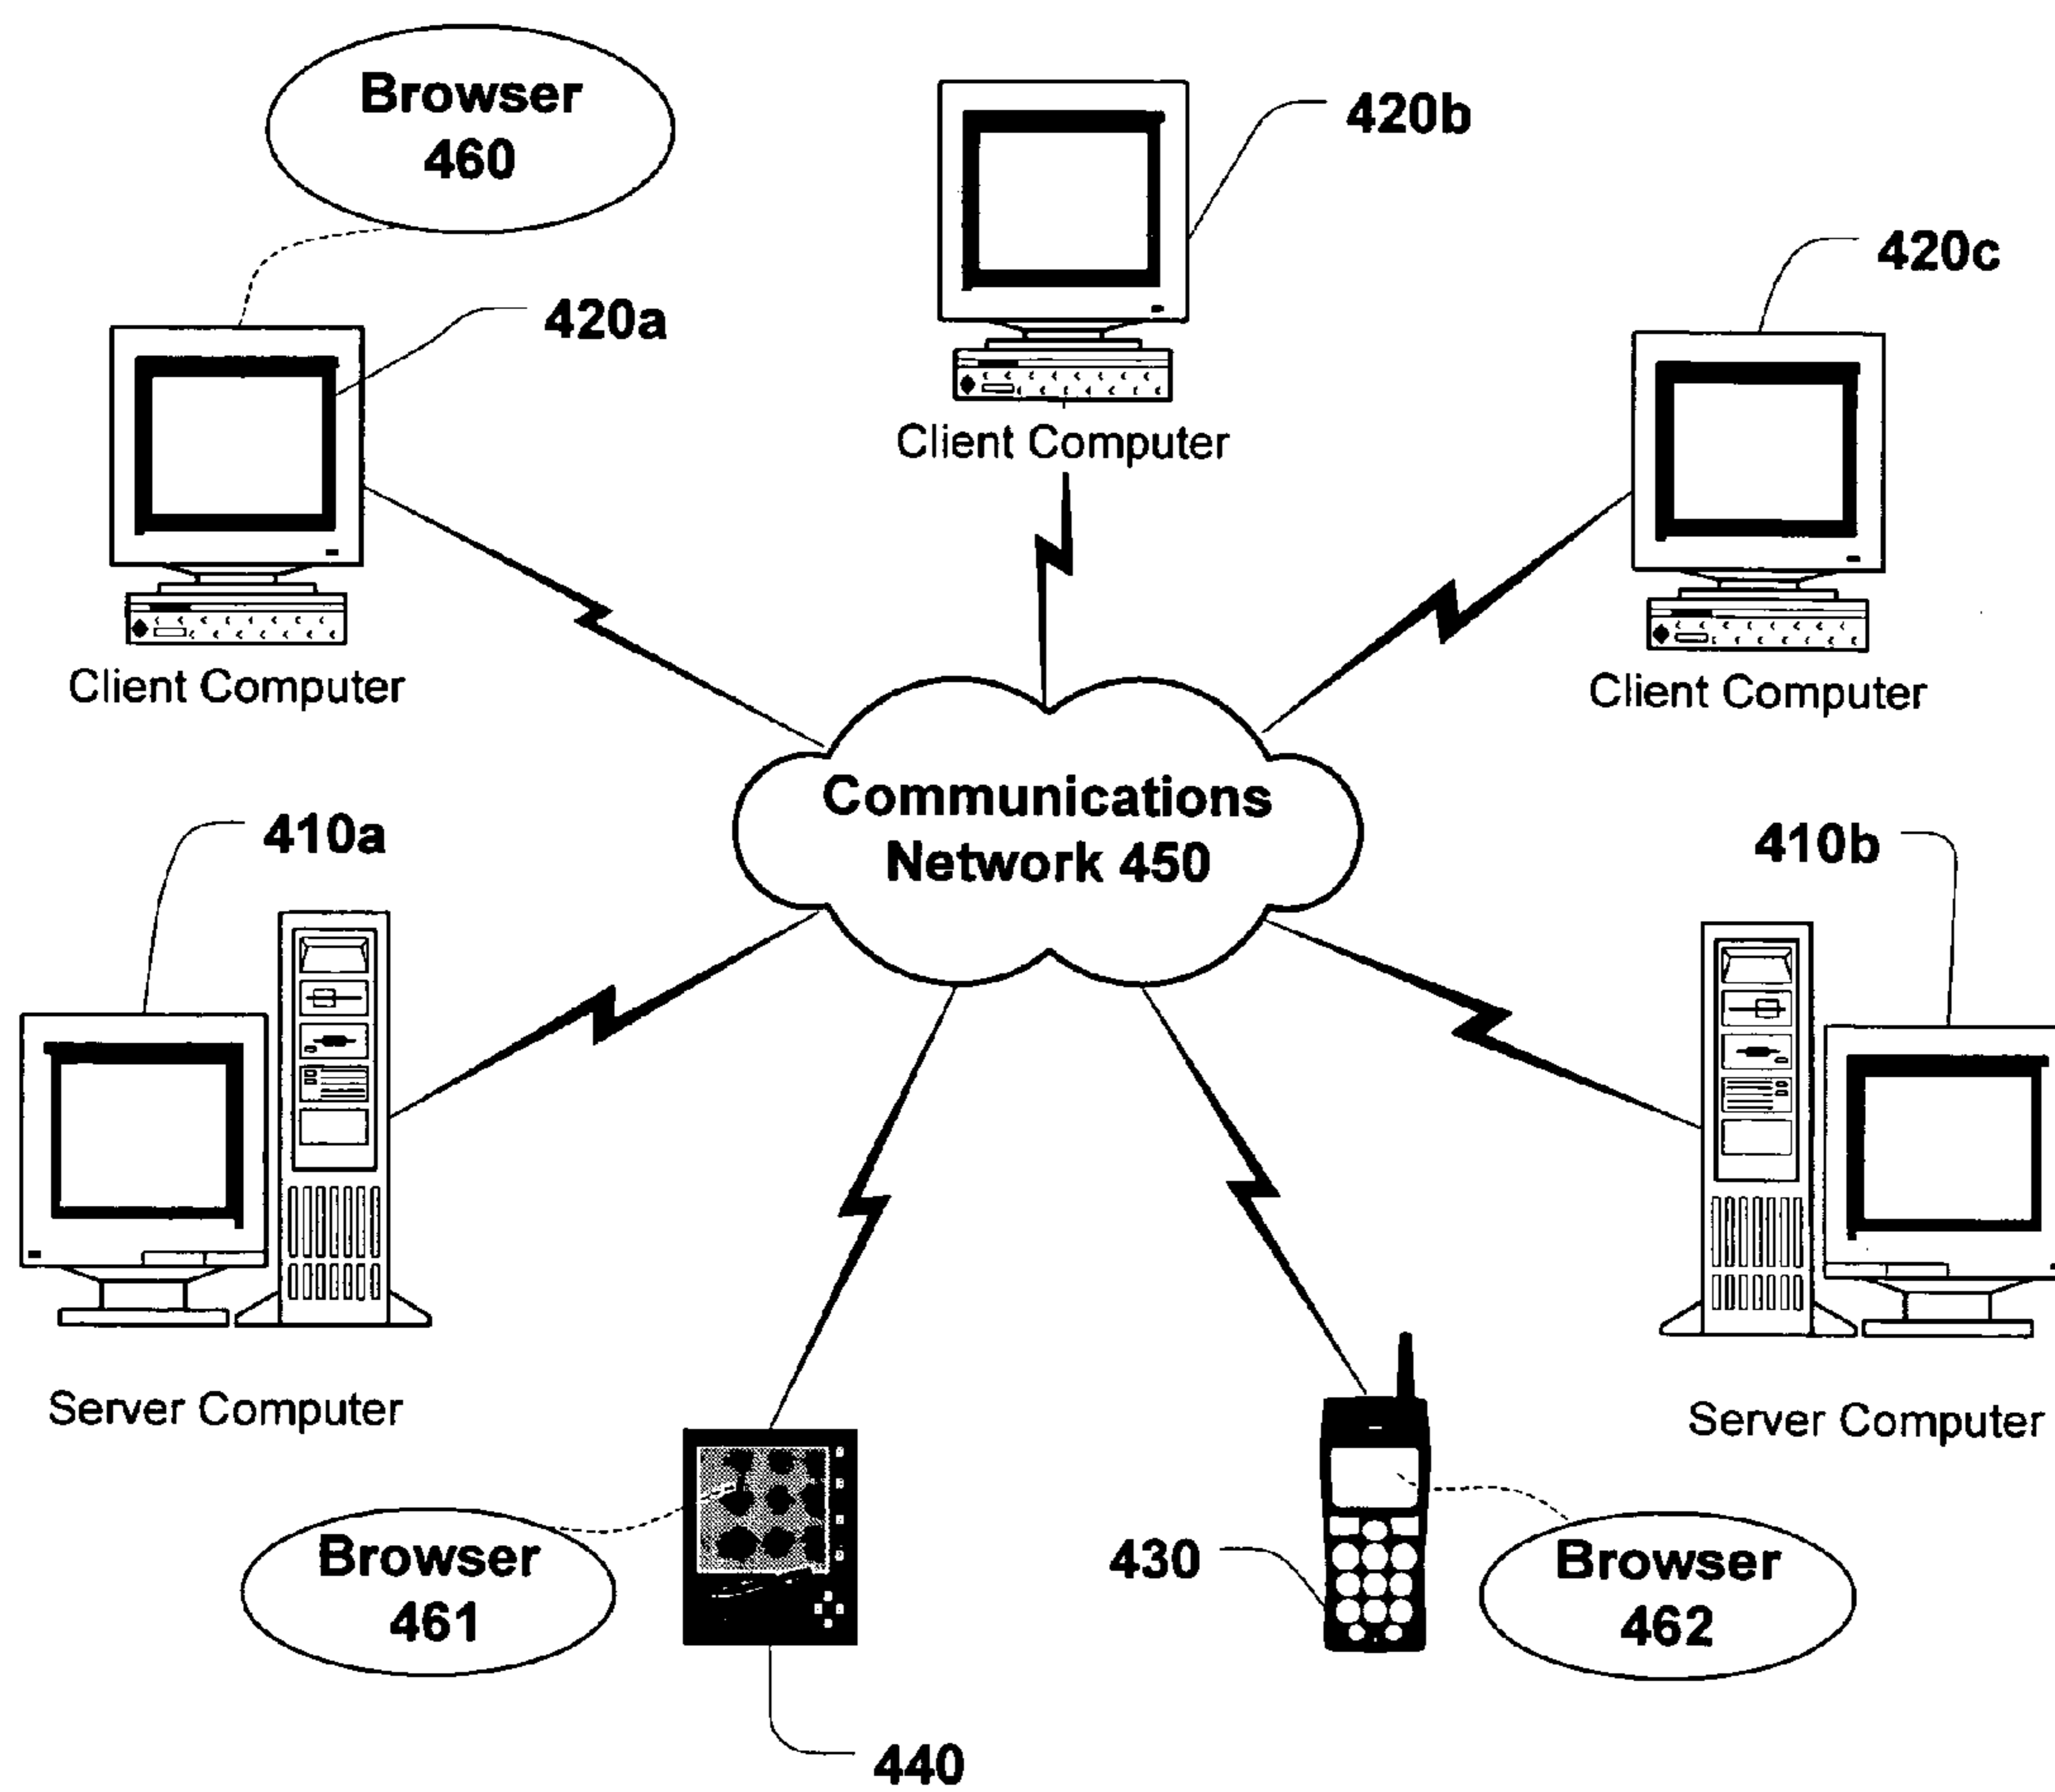 Browser
460
420b
420c
420a
Client Computer
Client Computer
Client Computer
Communications
Network 450
410a
410b
Server Computer
Server Computer
Browser
461
430
Browser
462
440